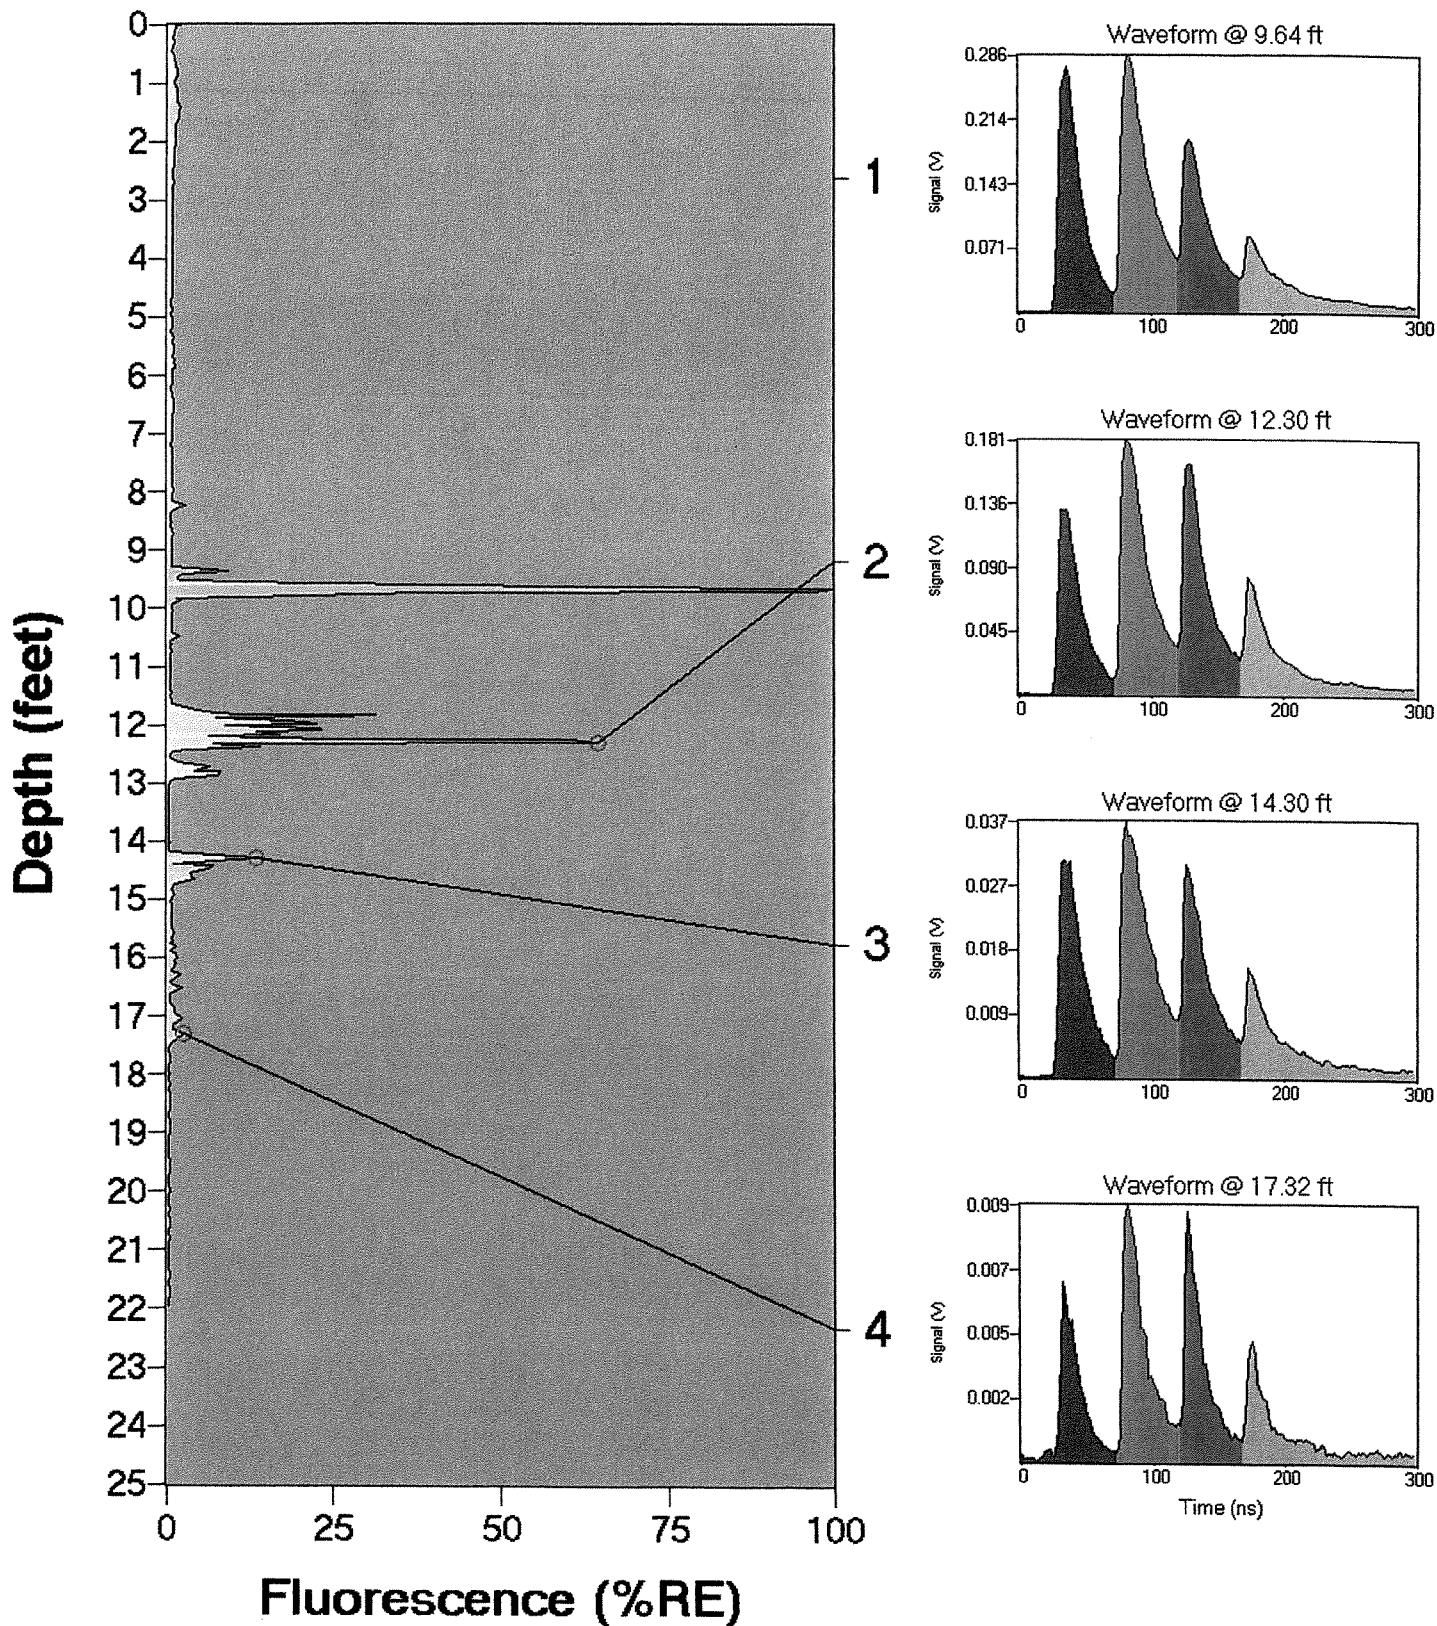 Depth (feet)
0
1
2
3
4
5
6
7
8
9
10
11
12
13
14
15
16
17
18
19
20
21
22
23
24
25
0 25 50 75 100
Fluorescence (%RE)
1
2
3
4
Waveform @ 9.64 ft
Signal (V)
0.286
0.214
0.143
0.071
0 100 200 300
Waveform @ 12.30 ft
Signal (V)
0.181
0.136
0.090
0.045
0 100 200 300
Waveform @ 14.30 ft
Signal (V)
0.037
0.027
0.018
0.009
0 100 200 300
Waveform @ 17.32 ft
Signal (V)
0.009
0.007
0.005
0.002
0 100 200 300
Time (ns)